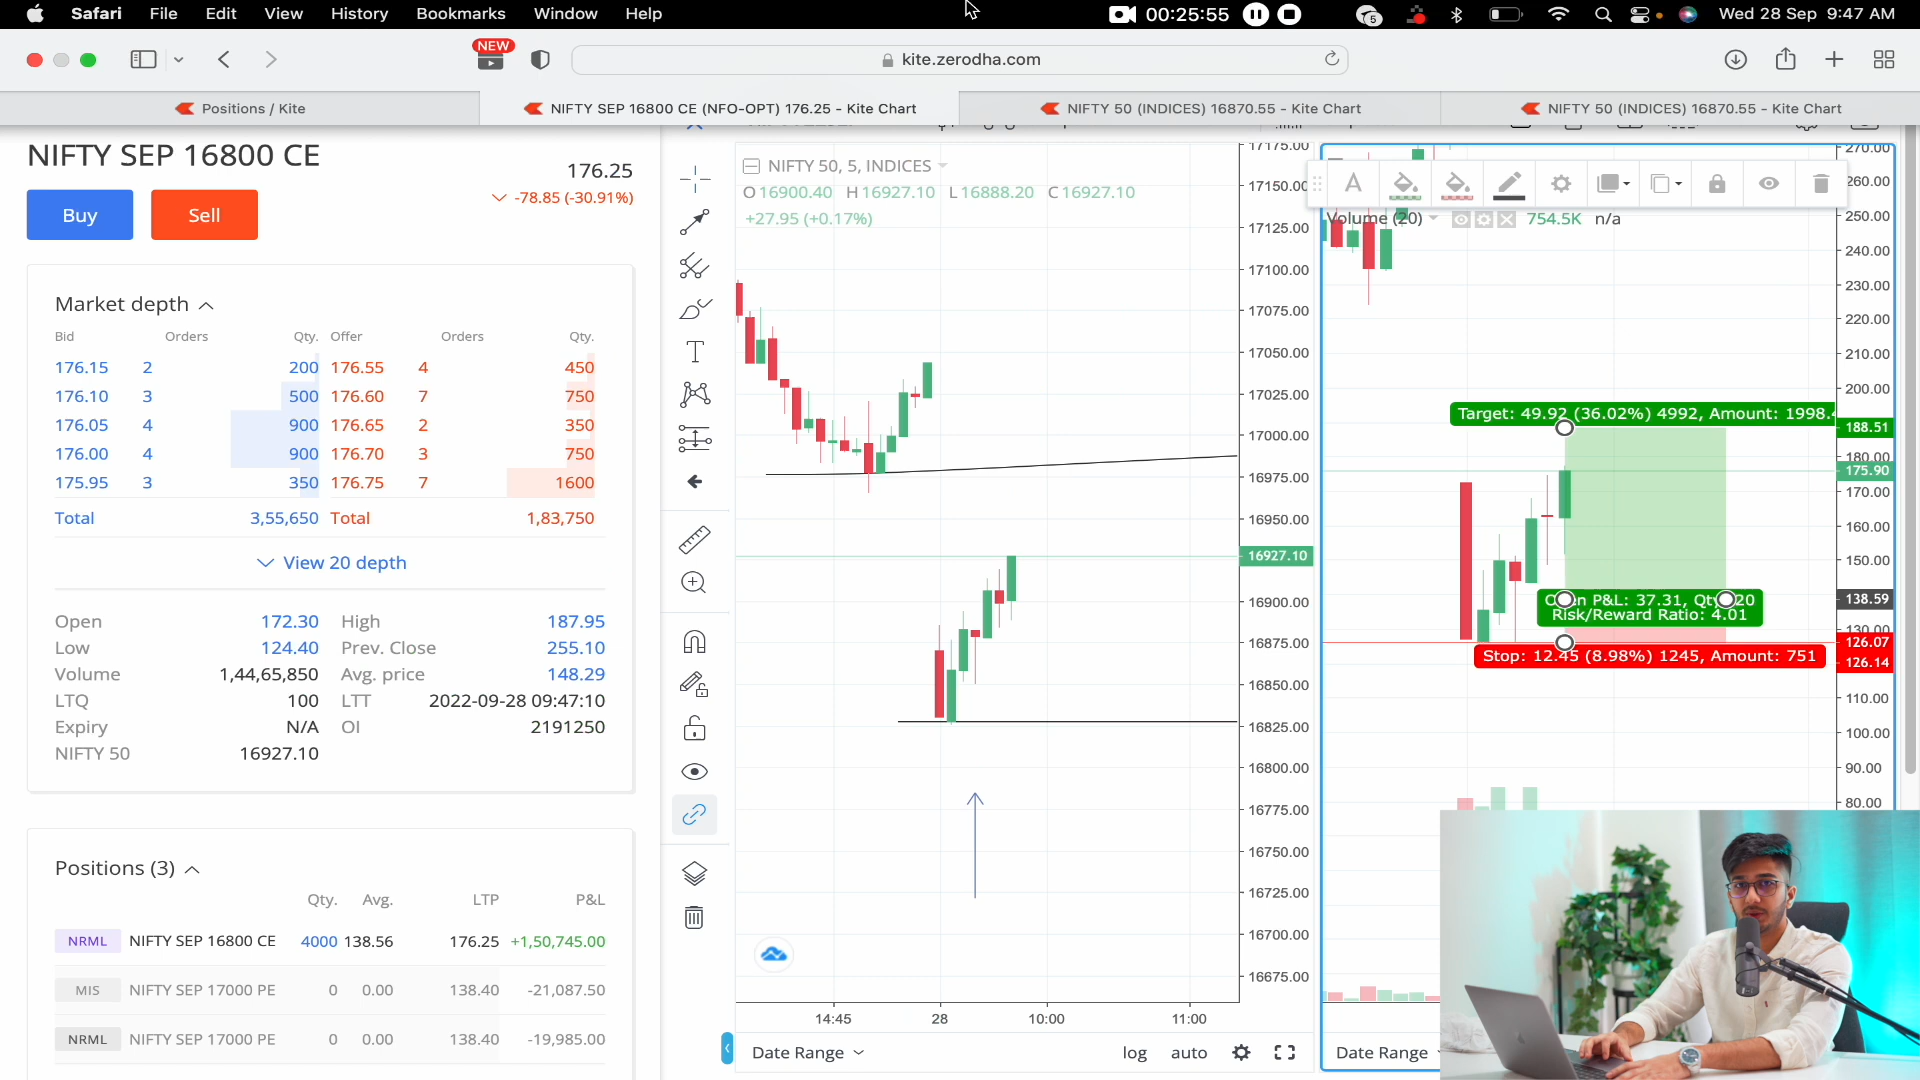 Safari File Edit View History Bookmarks Window Help 00:25:55 5 Wed 28 Sep 9:47 AM
NEW
kite.zerodha.com
Positions / Kite
NIFTY SEP 16800 CE (NFO-OPT) 176.25 - Kite Chart
NIFTY 50 (INDICES) 16870.55 - Kite Chart
NIFTY 50 (INDICES) 16870.55 - Kite Chart
NIFTY SEP 16800 CE
176.25
-78.85 (-30.91%)
Buy Sell
Market depth
Bid Orders Qty. Offer Orders Qty.
176.15 2 200 176.55 4 450
176.10 3 500 176.60 7 750
176.05 4 900 176.65 2 350
176.00 4 900 176.70 3 750
175.95 3 350 176.75 7 1600
Total 3,55,650 Total 1,83,750
View 20 depth
Open 172.30 High 187.95
Low 124.40 Prev. Close 255.10
Volume 1,44,65,850 Avg. price 148.29
LTQ 100 LTT 2022-09-28 09:47:10
Expiry N/A OI 2191250
NIFTY 50 16927.10
Positions (3)
Qty. Avg. LTP P&L
NRML NIFTY SEP 16800 CE 4000 138.56 176.25 +1,50,745.00
MIS NIFTY SEP 17000 PE 0 0.00 138.40 -21,087.50
NRML NIFTY SEP 17000 PE 0 0.00 138.40 -19,985.00
NIFTY 50, 5, INDICES
O16900.40 H16927.10 L16888.20 C16927.10
+27.95 (+0.17%)
17175.00
17150.00
17125.00
17100.00
17075.00
17050.00
17025.00
17000.00
16975.00
16950.00
16927.10
16900.00
16875.00
16850.00
16825.00
16800.00
16775.00
16750.00
16725.00
16700.00
16675.00
14:45 28 10:00 11:00
Date Range log auto
Volume (20) 754.5K n/a
Target: 49.92 (36.02%) 4992, Amount: 1998.4
Risk/Reward Ratio: 4.01
Stop: 12.45 (8.98%) 1245, Amount: 751
270.00
260.00
250.00
240.00
230.00
220.00
210.00
200.00
188.51
180.00
175.90
170.00
160.00
150.00
138.59
130.00
126.07
126.14
110.00
100.00
90.00
80.00
Date Range